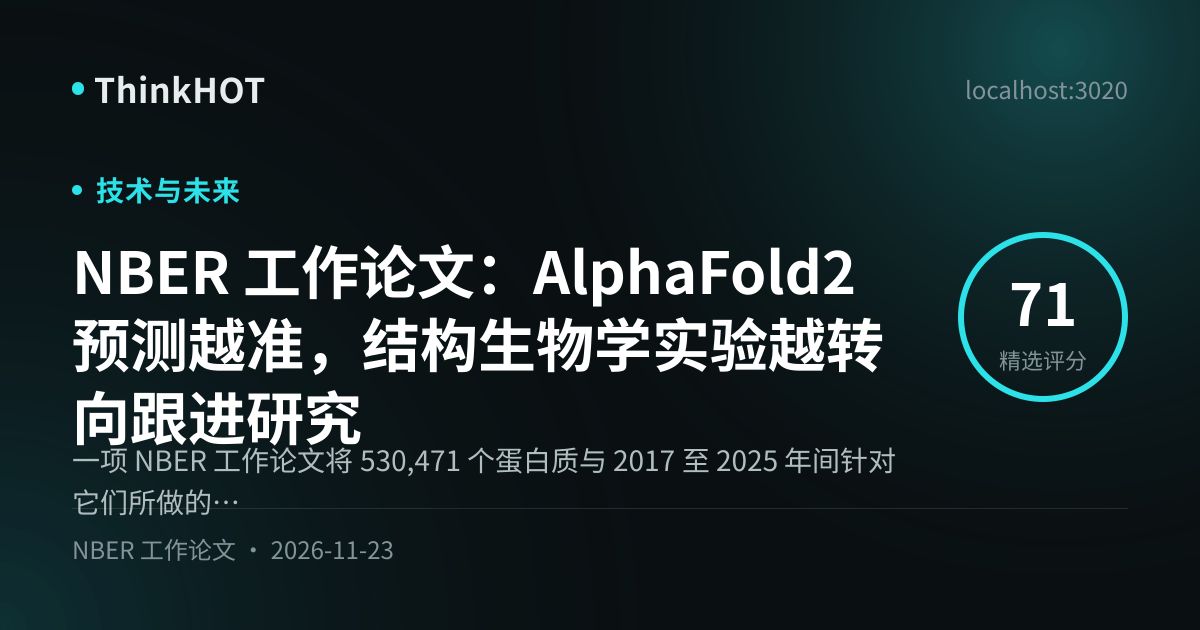 ThinkHOT
localhost:3020
技术与未来
NBER 工作论文：AlphaFold2
预测越准，结构生物学实验越转
向跟进研究
71
精选评分
一项 NBER 工作论文将 530,471 个蛋白质与 2017 至 2025 年间针对
它们所做的…
NBER 工作论文 · 2026-11-23